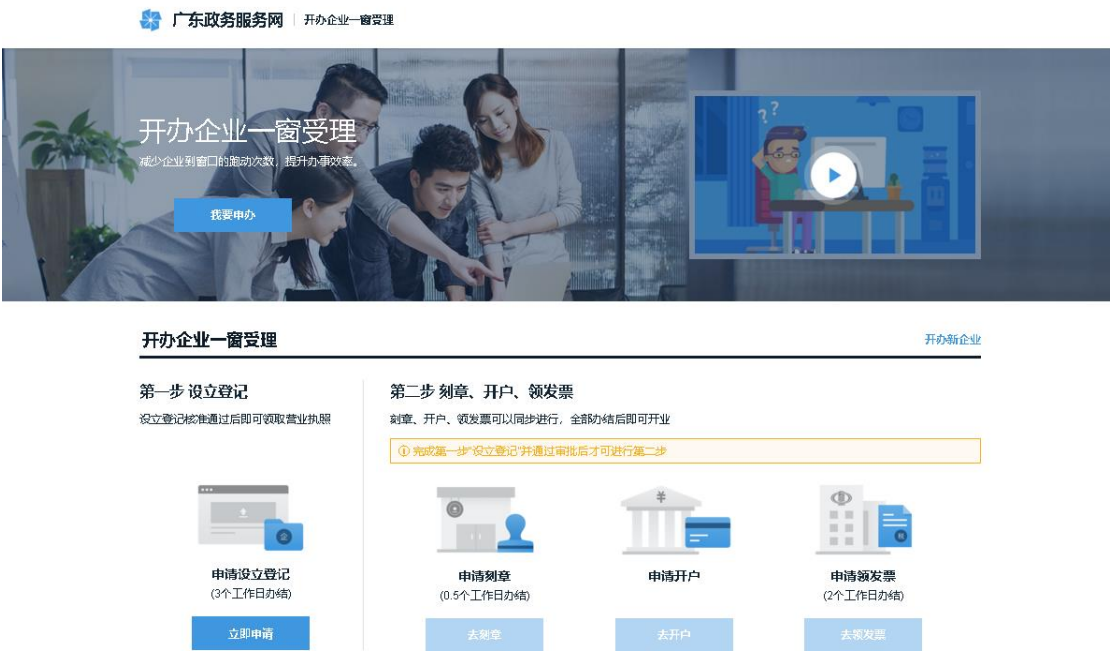 广东政务服务网 开办企业一窗受理
开办企业一窗受理
减少企业到窗口的跑动次数，提升办事效率。
我要申办
??
开办企业一窗受理
开办新企业
第一步 设立登记
设立登记核准通过后即可领取营业执照
第二步 刻章、开户、领发票
刻章、开户、领发票可以同步进行，全部办结后即可开业
完成第一步“设立登记”并通过审批后才可进行第二步
¥
申请设立登记
(3个工作日办结)
立即申请
申请刻章
(0.5个工作日办结)
去刻章
申请开户
去开户
申请领发票
(2个工作日办结)
去领发票